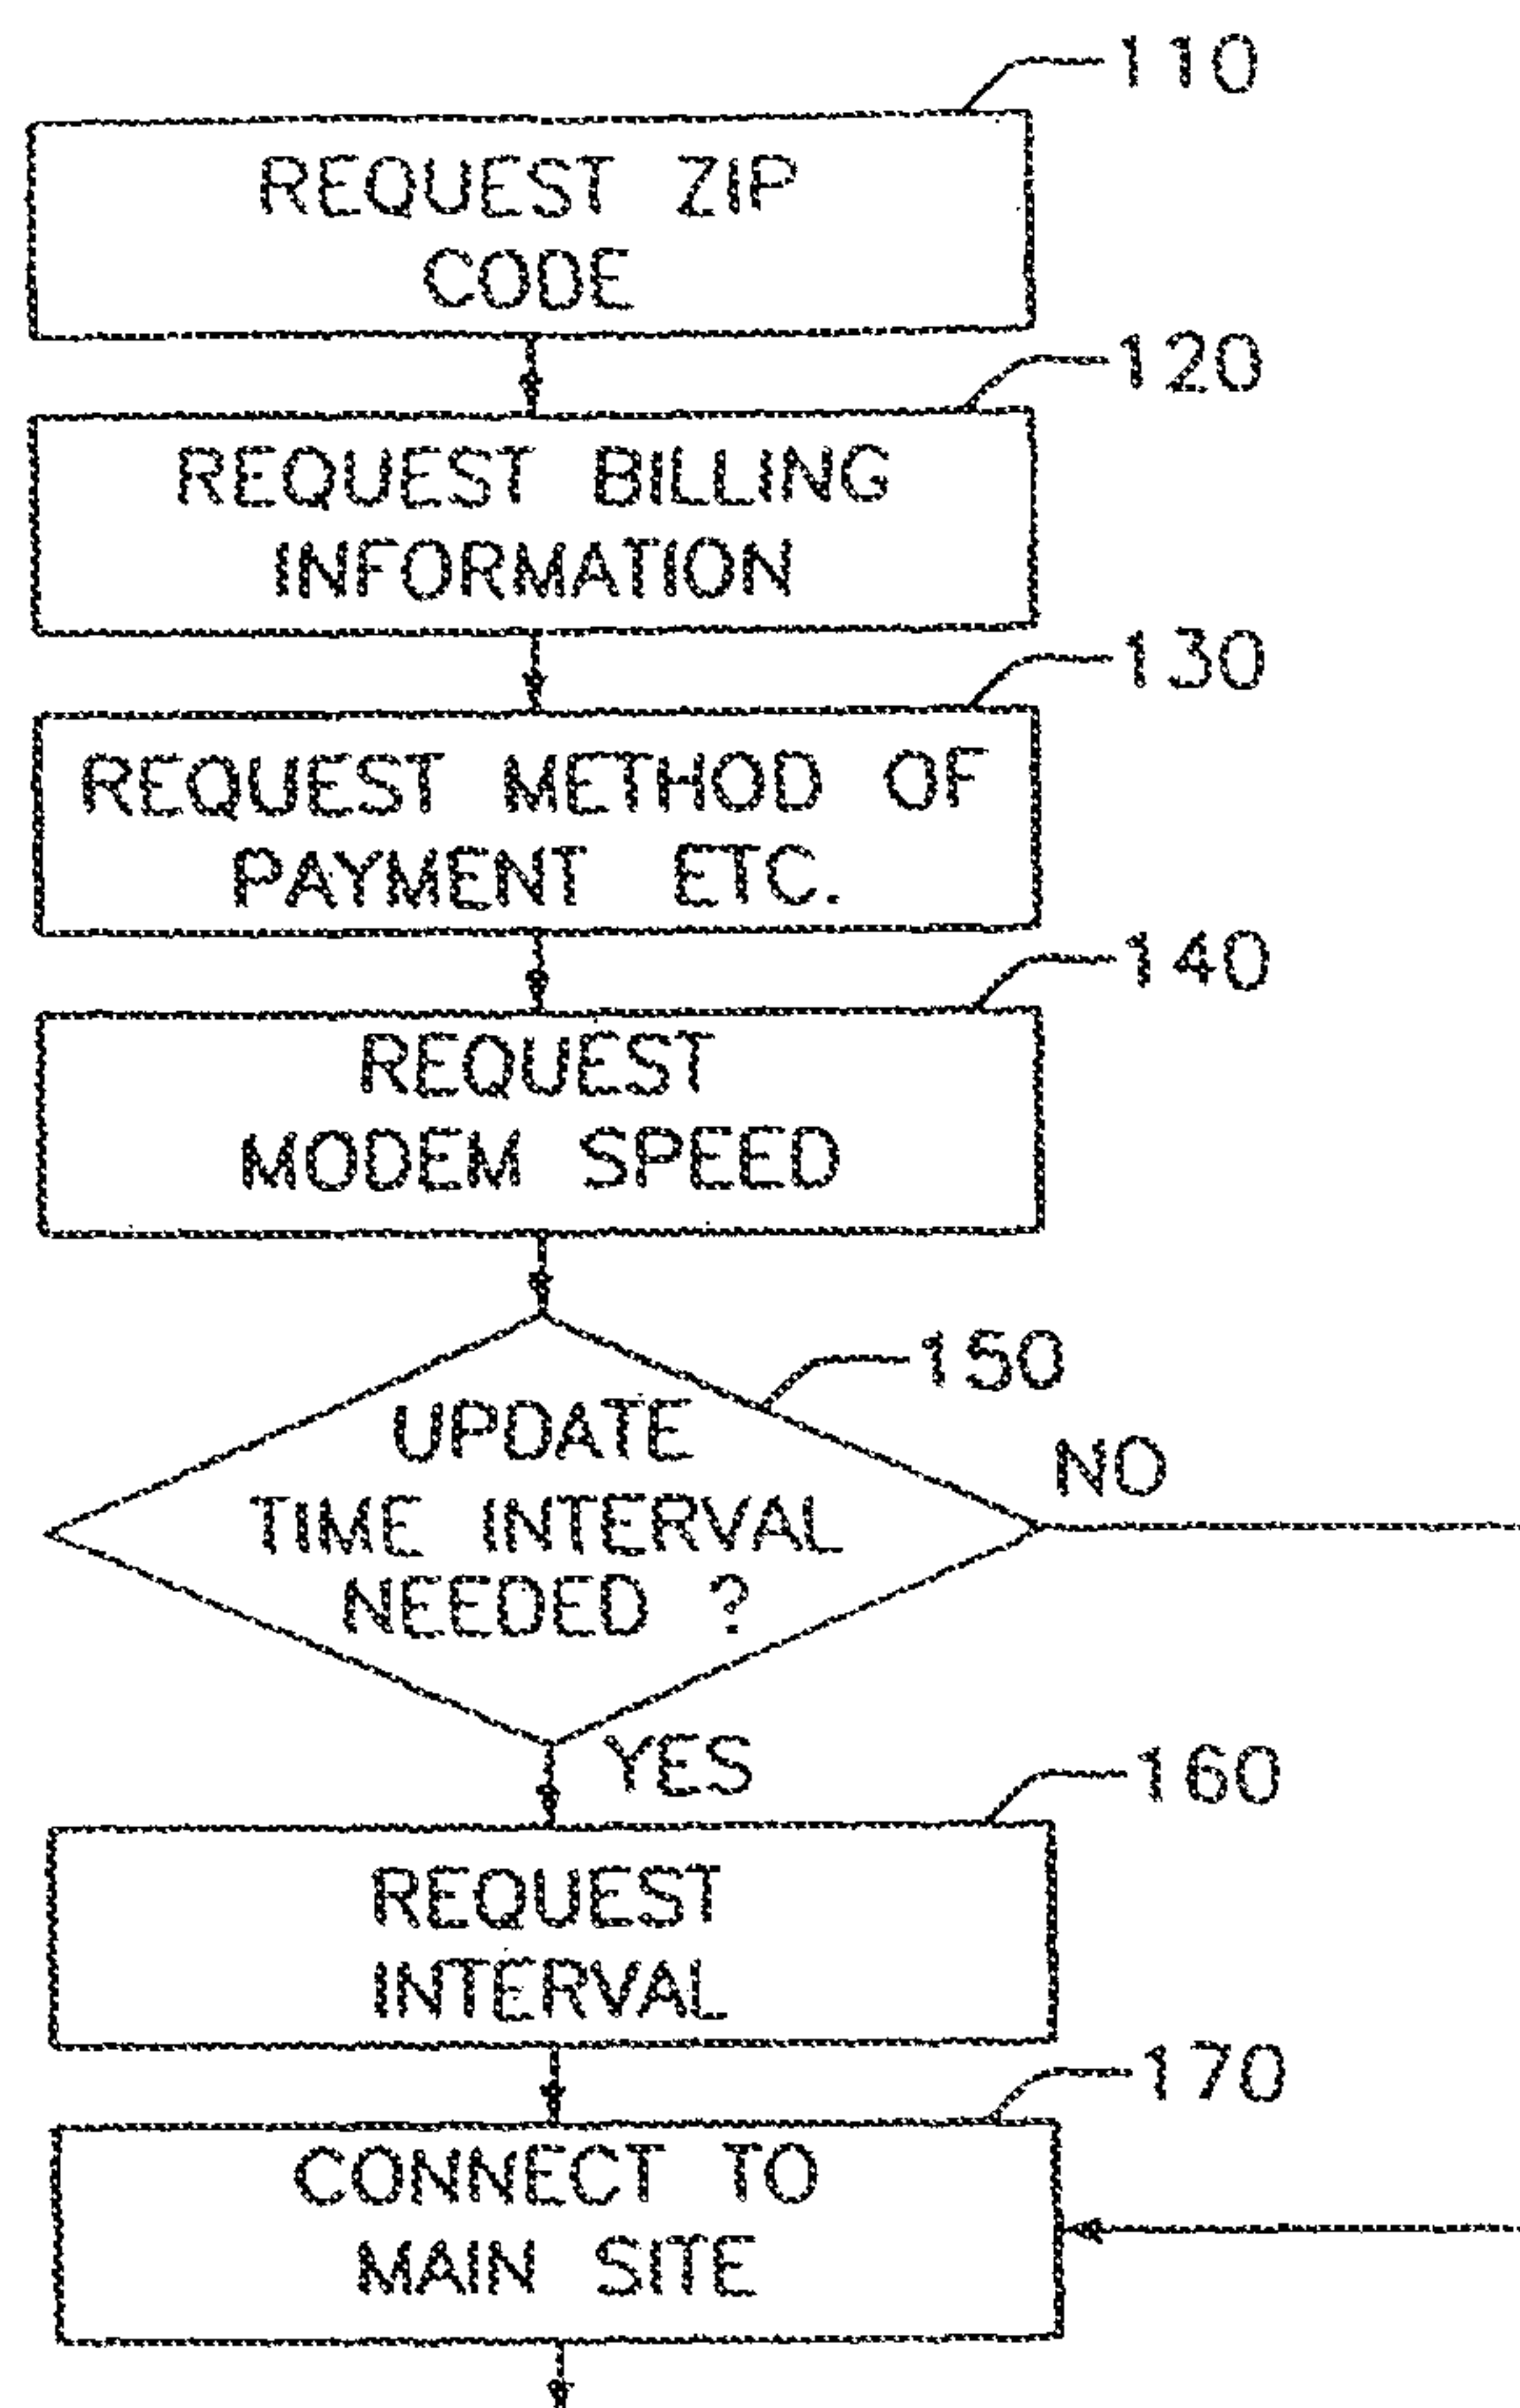 110
REQUEST ZIP
CODE
120
REQUEST BILLING
INFORMATION
130
REQUEST METHOD OF
PAYMENT ETC.
140
REQUEST
MODEM SPEED
150
UPDATE
TIME INTERVAL
NEEDED ?
NO
YES
160
REQUEST
INTERVAL
170
CONNECT TO
MAIN SITE